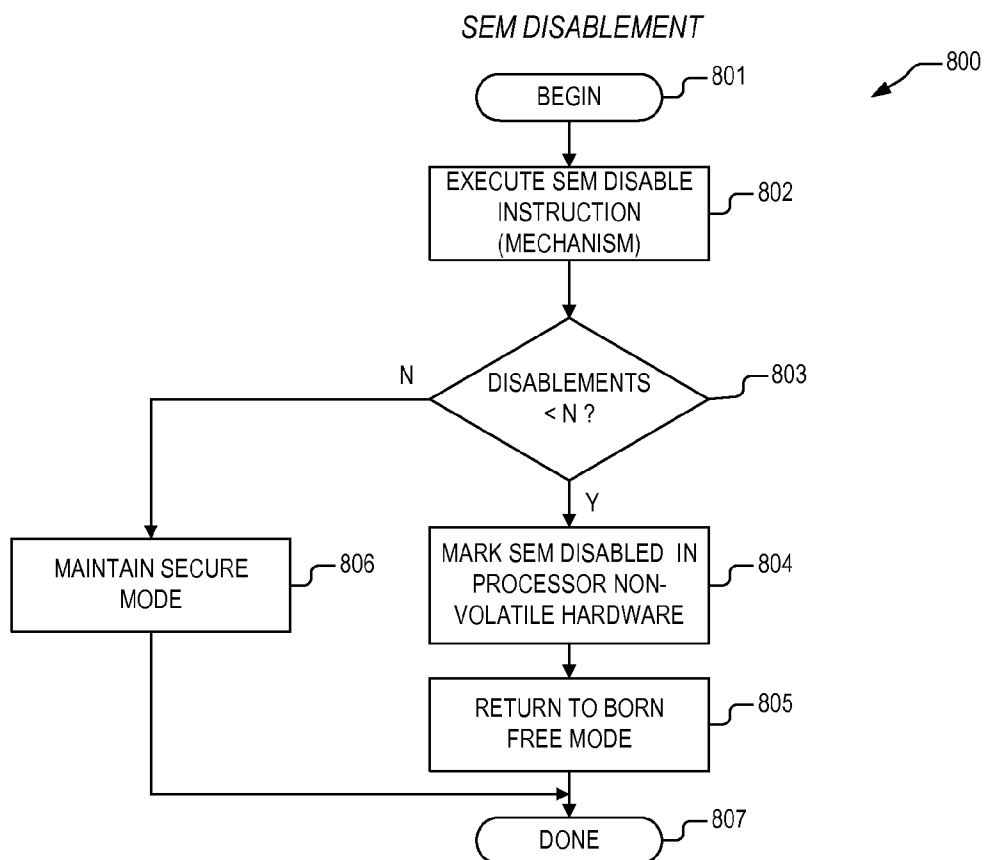 SEM DISABLEMENT
800
BEGIN
801
EXECUTE SEM DISABLE
INSTRUCTION
(MECHANISM)
802
DISABLEMENTS
< N ?
803
N
Y
MAINTAIN SECURE
MODE
806
MARK SEM DISABLED IN
PROCESSOR NON-
VOLATILE HARDWARE
804
RETURN TO BORN
FREE MODE
805
DONE
807